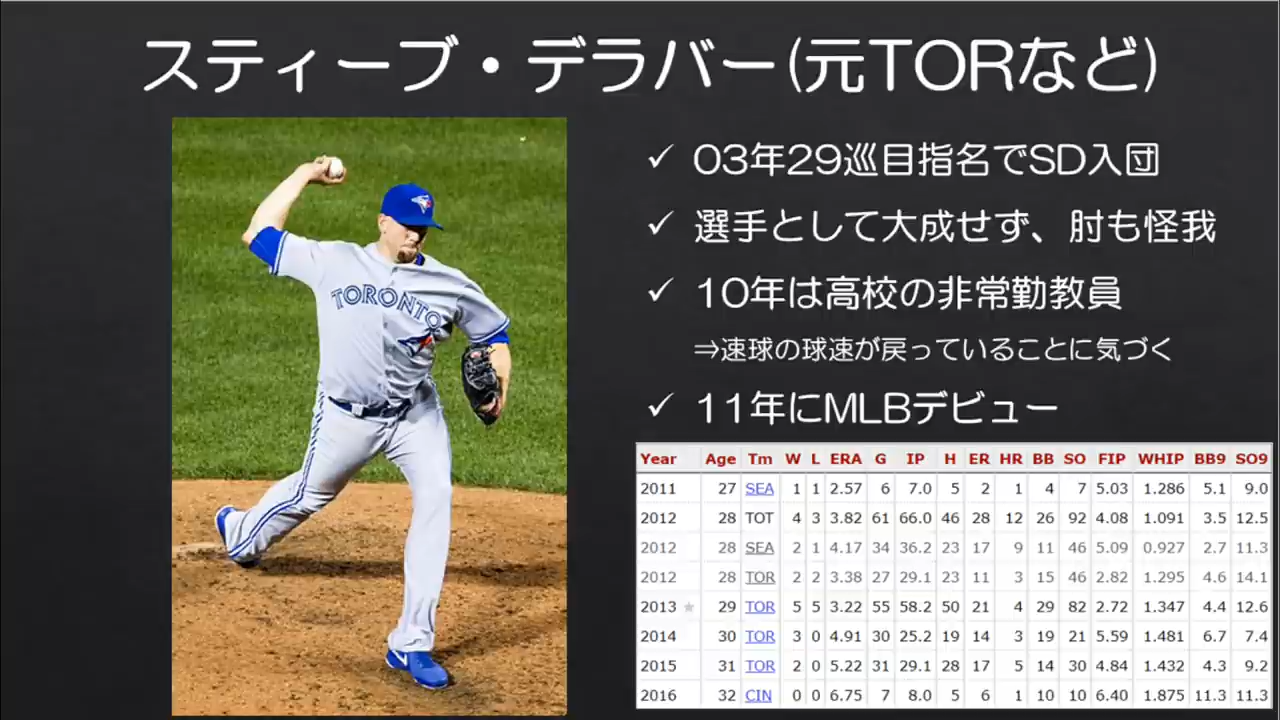 スティーブ・デラバー(元TORなど)
✓ 03年29巡目指名でSD入団
✓ 選手として大成せず、肘も怪我
✓ 10年は高校の非常勤教員
⇒速球の球速が戻っていることに気づく
✓ 11年にMLBデビュー
TORONTO
Year Age Tm W L ERA G IP H ER HR BB SO FIP WHIP BB9 SO9
2011 27 SEA 1 1 2.57 6 7.0 5 2 1 4 7 5.03 1.286 5.1 9.0
2012 28 TOT 4 3 3.82 61 66.0 46 28 12 26 92 4.08 1.091 3.5 12.5
2012 28 SEA 2 1 4.17 34 36.2 23 17 9 11 46 5.09 0.927 2.7 11.3
2012 28 TOR 2 2 3.38 27 29.1 23 11 3 15 46 2.82 1.295 4.6 14.1
2013 ★ 29 TOR 5 5 3.22 55 58.2 50 21 4 29 82 2.72 1.347 4.4 12.6
2014 30 TOR 3 0 4.91 30 25.2 19 14 3 19 21 5.59 1.481 6.7 7.4
2015 31 TOR 2 0 5.22 31 29.1 28 17 5 14 30 4.84 1.432 4.3 9.2
2016 32 CIN 0 0 6.75 7 8.0 5 6 1 10 10 6.40 1.875 11.3 11.3